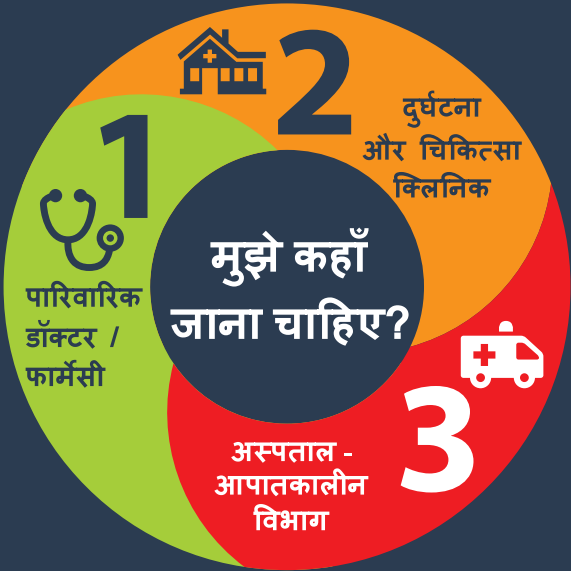 मुझे कहाँ
जाना चाहिए?
1
पारिवारिक
डॉक्टर /
फार्मेसी
2
दुर्घटना
और चिकित्सा
क्लिनिक
3
अस्पताल -
आपातकालीन
विभाग